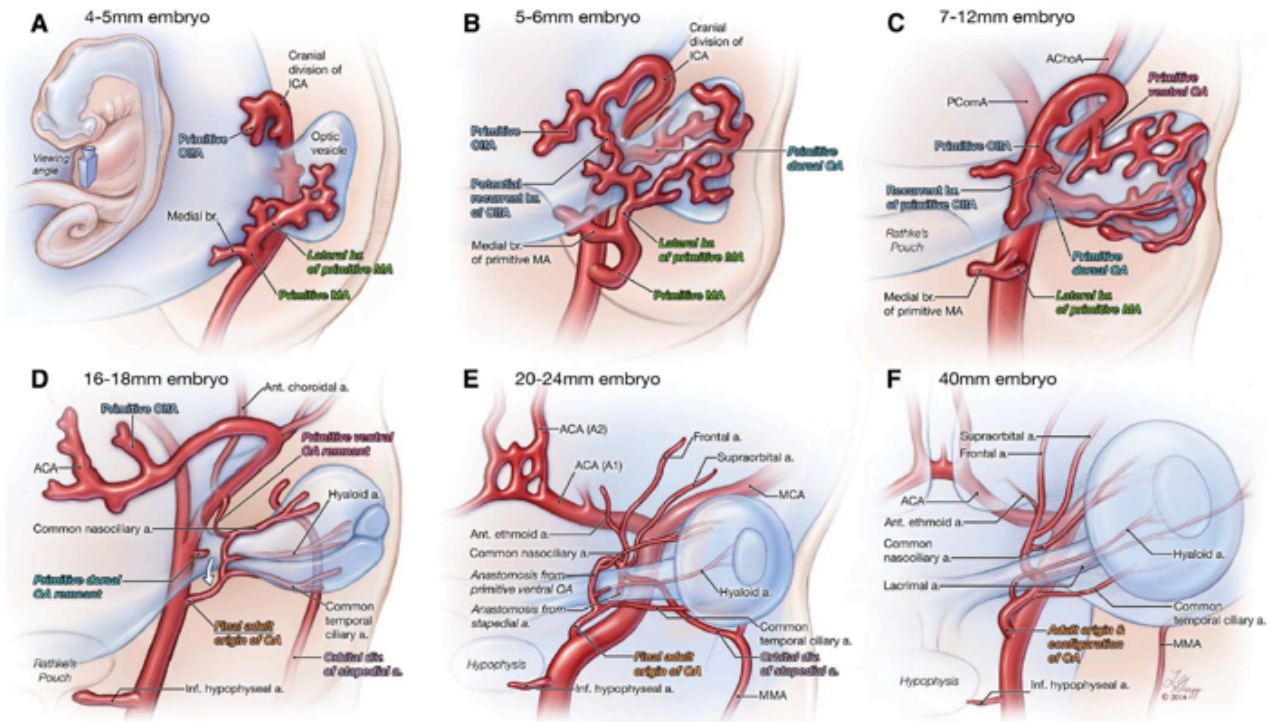 A 4-5mm embryo
Cranial
division of
ICA
Primitive
OlfA
Optic
vesicle
Viewing
angle
Medial br.
Lateral br.
of primitive MA
Primitive MA
B 5-6mm embryo
Cranial
division of
ICA
Primitive
OlfA
Primitive
dorsal OA
Potential
recurrent br.
of OlfA
Medial br.
of primitive MA
Lateral br.
of primitive MA
Primitive MA
C 7-12mm embryo
AChoA
Primitive
ventral OA
PComA
Primitive OlfA
Recurrent br.
of primitive OlfA
Rathke's
Pouch
Primitive
dorsal OA
Medial br.
of primitive MA
Lateral br.
of primitive MA
D 16-18mm embryo
Ant. choroidal a.
Primitive OlfA
Primitive ventral
OA remnant
ACA
Hyaloid a.
Common nasociliary a.
Primitive dorsal
OA remnant
Final adult
origin of OA
Common
temporal
ciliary a.
Rathke's
Pouch
Orbital div.
of stapedial a.
Inf. hypophyseal a.
E 20-24mm embryo
ACA (A2)
Frontal a.
Supraorbital a.
ACA (A1)
MCA
Ant. ethmoid a.
Common nasociliary a.
Anastomosis from
primitive ventral OA
Hyaloid a.
Anastomosis from
stapedial a.
Common
temporal ciliary a.
Final adult
origin of OA
Orbital div.
of stapedial a.
Hypophysis
Inf. hypophyseal a.
MMA
F 40mm embryo
Supraorbital a.
Frontal a.
ACA
Ant. ethmoid a.
Common
nasociliary a.
Hyaloid a.
Lacrimal a.
Common
temporal ciliary a.
Adult origin &
configuration
of OA
MMA
Hypophysis
Inf. hypophyseal a.
© 2014